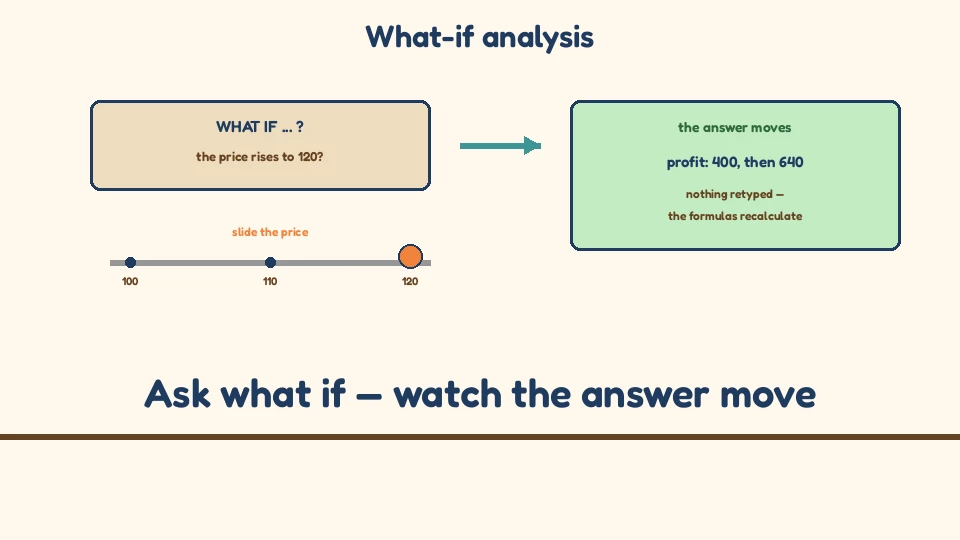 What-if analysis
WHAT IF ... ?
the price rises to 120?
slide the price
100 110 120
the answer moves
profit: 400, then 640
nothing retyped —
the formulas recalculate
Ask what if — watch the answer move